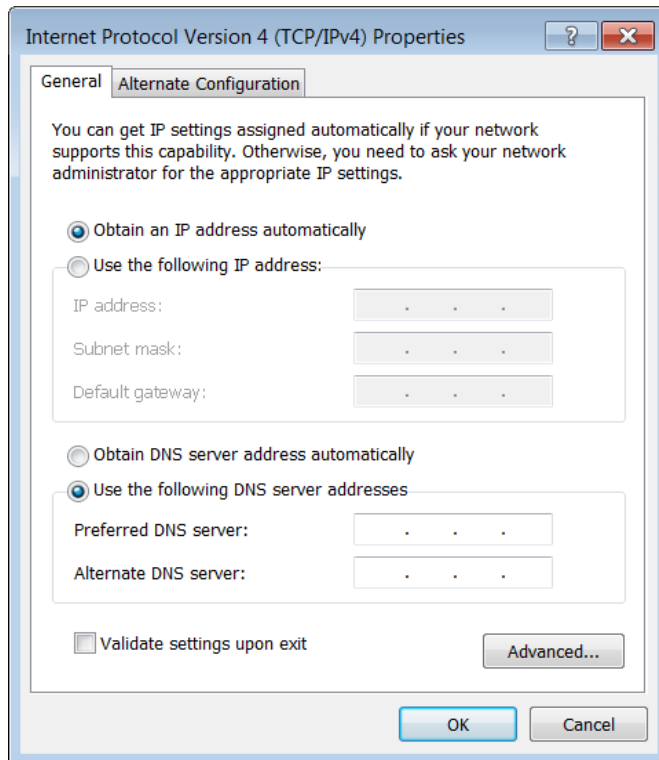 Internet Protocol Version 4 (TCP/IPv4) Properties
?
General
Alternate Configuration
You can get IP settings assigned automatically if your network
supports this capability. Otherwise, you need to ask your network
administrator for the appropriate IP settings.
Obtain an IP address automatically
Use the following IP address:
IP address: . . .
Subnet mask: . . .
Default gateway: . . .
Obtain DNS server address automatically
Use the following DNS server addresses
Preferred DNS server: . . .
Alternate DNS server: . . .
Validate settings upon exit
Advanced...
OK
Cancel